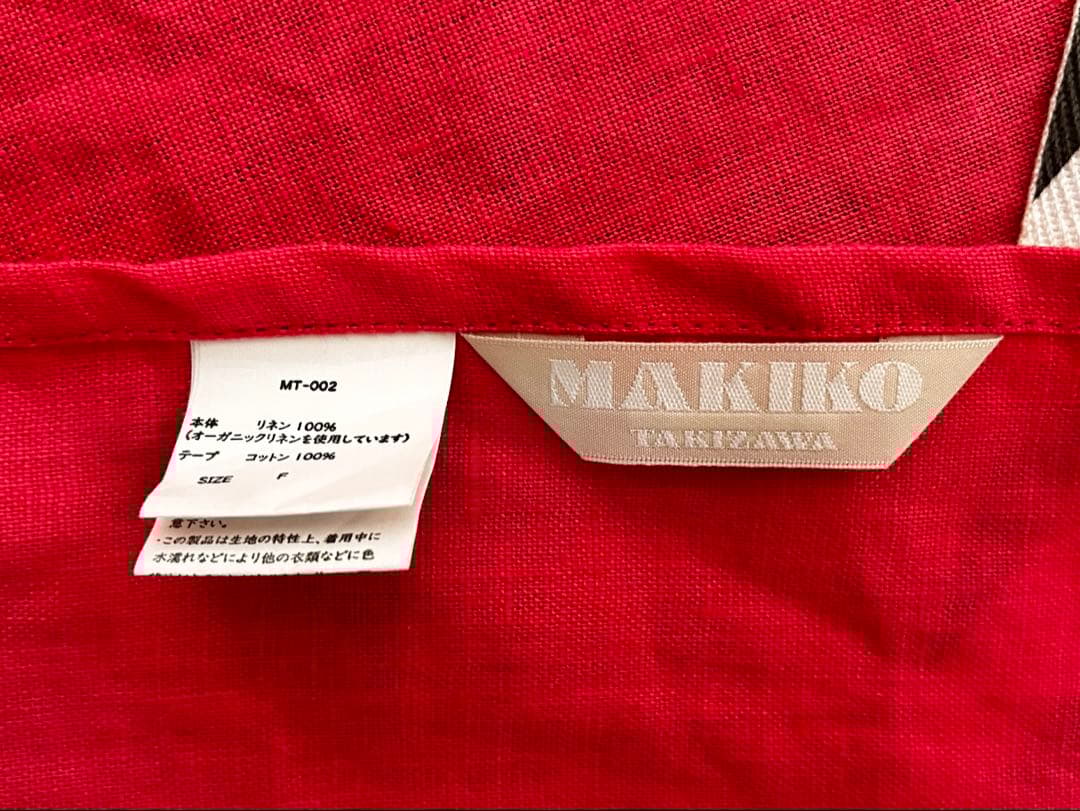 MT-002
本体 リネン 100%
(オーガニックリネンを使用しています)
テープ コットン 100%
SIZE F
意下さい。
・この製品は生地の特性上、着用中に
水濡れなどにより他の衣類などに色
MAKIKO
TAKIZAWA